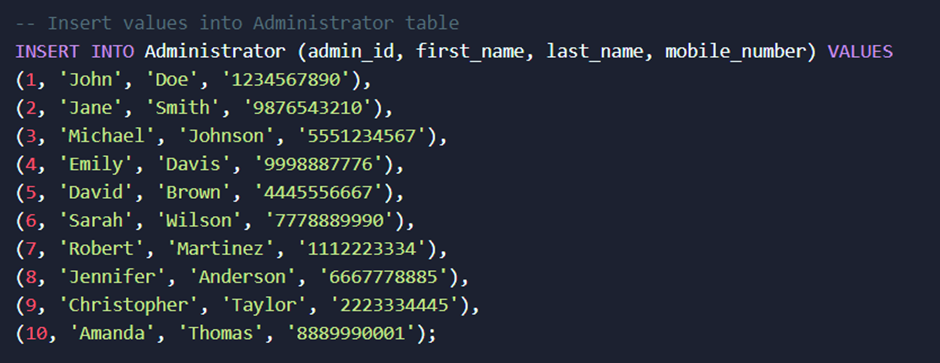 -- Insert values into Administrator table
INSERT INTO Administrator (admin_id, first_name, last_name, mobile_number) VALUES
(1, 'John', 'Doe', '1234567890'),
(2, 'Jane', 'Smith', '9876543210'),
(3, 'Michael', 'Johnson', '5551234567'),
(4, 'Emily', 'Davis', '9998887776'),
(5, 'David', 'Brown', '4445556667'),
(6, 'Sarah', 'Wilson', '7778889990'),
(7, 'Robert', 'Martinez', '1112223334'),
(8, 'Jennifer', 'Anderson', '6667778885'),
(9, 'Christopher', 'Taylor', '2223334445'),
(10, 'Amanda', 'Thomas', '8889990001');